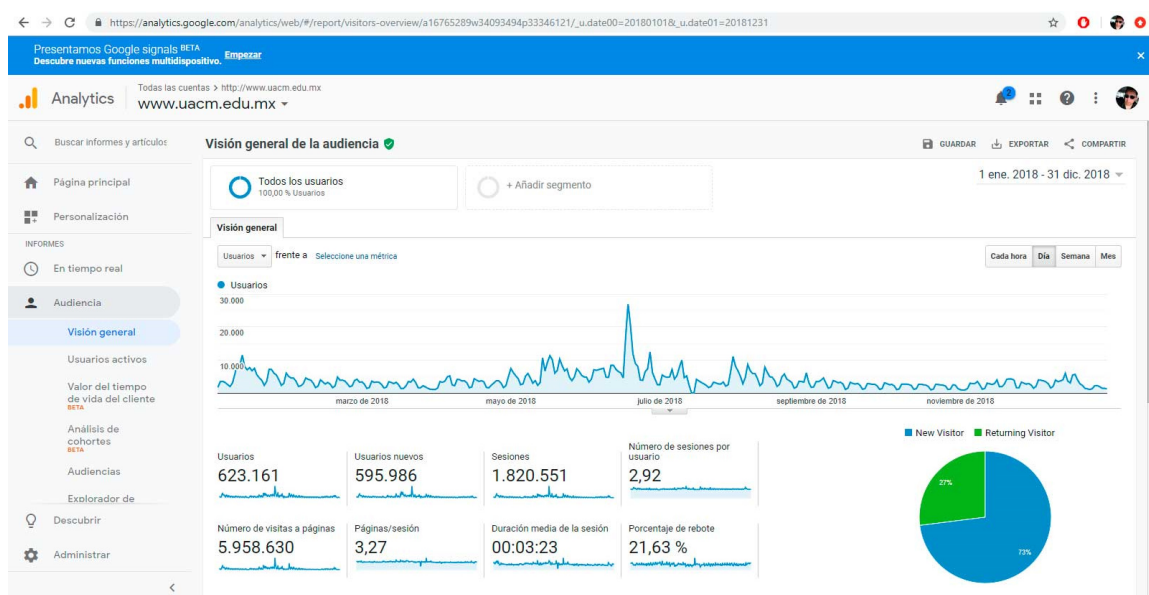 https://analytics.google.com/analytics/web/#/report/visitors-overview/a16765289w34093494p33346121/_u.date00=20180101&_u.date01=20181231
Presentamos Google signals BETA
Descubre nuevas funciones multidispositivo. Empezar
Analytics
Todas las cuentas > http://www.uacm.edu.mx
www.uacm.edu.mx
2
Buscar informes y artículos
Página principal
Personalización
INFORMES
En tiempo real
Audiencia
Visión general
Usuarios activos
Valor del tiempo
de vida del cliente
BETA
Análisis de
cohortes
BETA
Audiencias
Explorador de
Descubrir
Administrar
Visión general de la audiencia
GUARDAR EXPORTAR COMPARTIR
1 ene. 2018 - 31 dic. 2018
Todos los usuarios
100,00 % Usuarios
+ Añadir segmento
Visión general
Usuarios frente a Seleccione una métrica
Cada hora Día Semana Mes
Usuarios
30.000
20.000
10.000
marzo de 2018 mayo de 2018 julio de 2018 septiembre de 2018 noviembre de 2018
New Visitor Returning Visitor
Usuarios
623.161
Usuarios nuevos
595.986
Sesiones
1.820.551
Número de sesiones por
usuario
2,92
Número de visitas a páginas
5.958.630
Páginas/sesión
3,27
Duración media de la sesión
00:03:23
Porcentaje de rebote
21,63 %
27%
73%